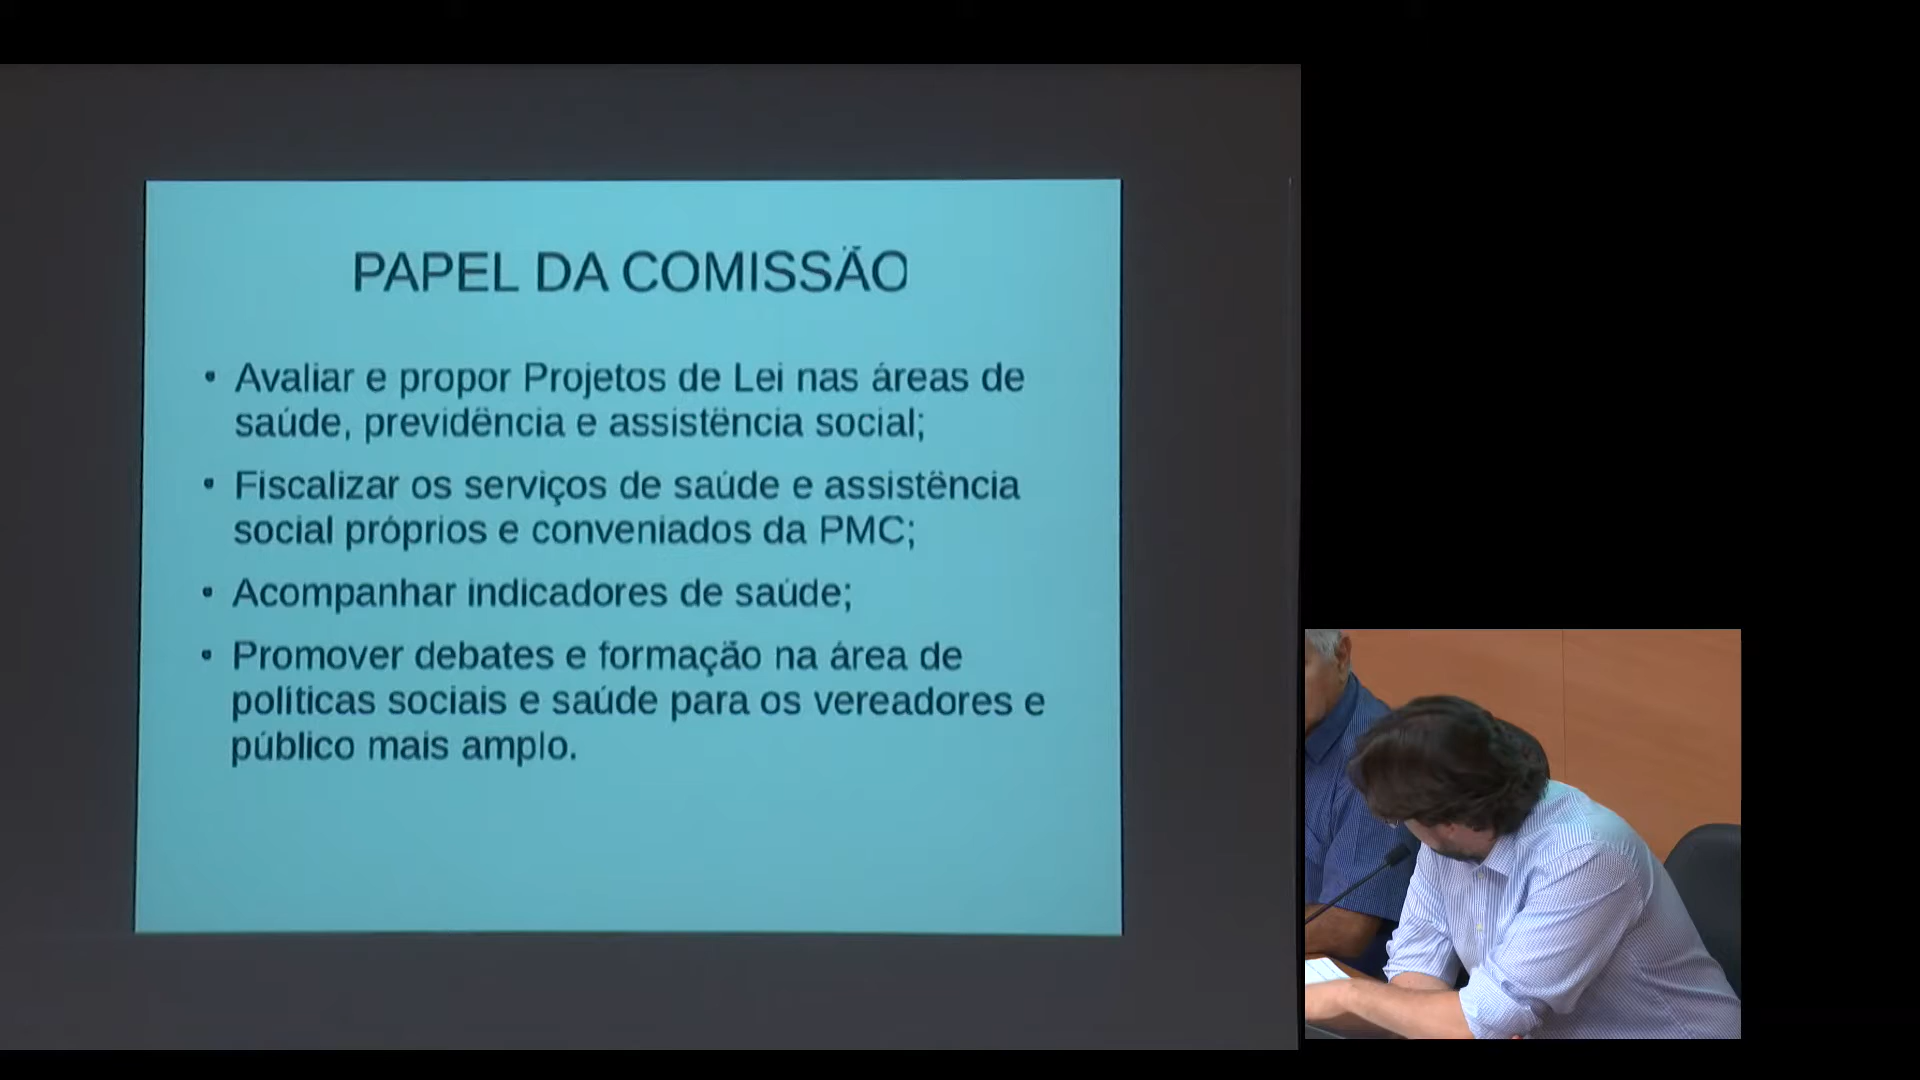 PAPEL DA COMISSÃO
• Avaliar e propor Projetos de Lei nas áreas de
saúde, previdência e assistência social;
• Fiscalizar os serviços de saúde e assistência
social próprios e conveniados da PMC;
• Acompanhar indicadores de saúde;
• Promover debates e formação na área de
políticas sociais e saúde para os vereadores e
público mais amplo.